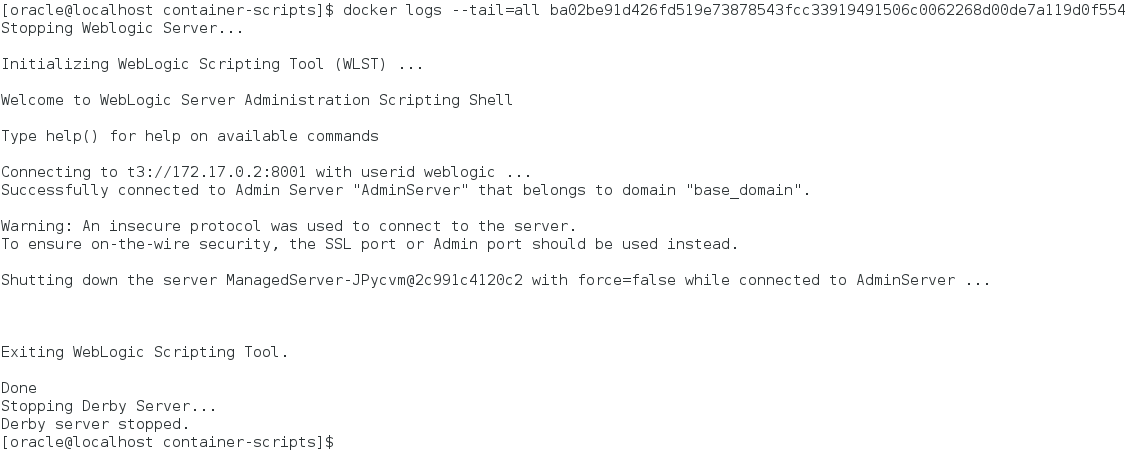 [oracle@localhost container-scripts]$ docker logs --tail=all ba02be91d426fd519e73878543fcc33919491506c0062268d00de7a119d0f554
Stopping Weblogic Server...
Initializing WebLogic Scripting Tool (WLST) ...
Welcome to WebLogic Server Administration Scripting Shell
Type help() for help on available commands
Connecting to t3://172.17.0.2:8001 with userid weblogic ...
Successfully connected to Admin Server "AdminServer" that belongs to domain "base_domain".
Warning: An insecure protocol was used to connect to the server.
To ensure on-the-wire security, the SSL port or Admin port should be used instead.
Shutting down the server ManagedServer-JPycvm@2c991c4120c2 with force=false while connected to AdminServer ...
Exiting WebLogic Scripting Tool.
Done
Stopping Derby Server...
Derby server stopped.
[oracle@localhost container-scripts]$